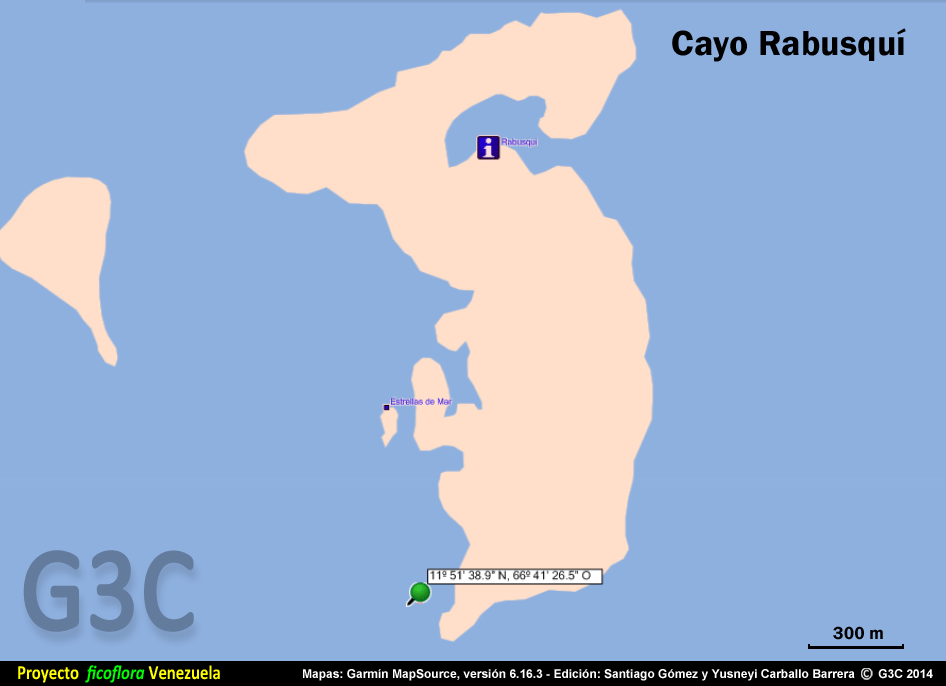 Cayo Rabusquí
i
Rabusqui
Estrellas de Mar
11º 51' 38.9" N, 66º 41' 26.5" O
G3C
300 m
Proyecto ficoflora Venezuela
Mapas: Garmin MapSource, versión 6.16.3 - Edición: Santiago Gómez y Yusneyi Carballo Barrera © G3C 2014